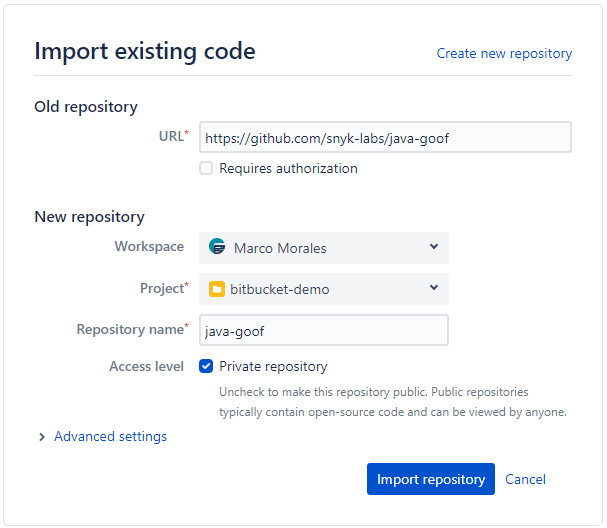 Import existing code
Create new repository
Old repository
URL*
https://github.com/snyk-labs/java-goof
Requires authorization
New repository
Workspace
Marco Morales
Project*
bitbucket-demo
Repository name*
java-goof
Access level
Private repository
Uncheck to make this repository public. Public repositories
typically contain open-source code and can be viewed by anyone.
Advanced settings
Import repository
Cancel